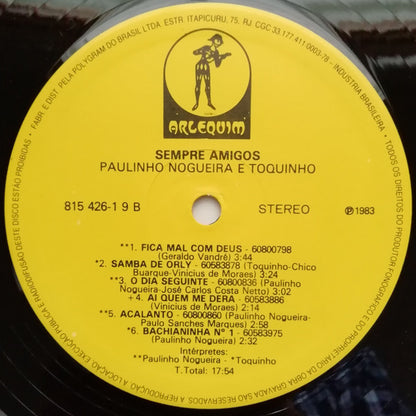 FABR. E DIST. PELA POLYGRAM DO BRASIL LTDA. ESTR. ITAPICURU, 75. RJ. CGC 33.177.411.0003-78 - INDUSTRIA BRASILEIRA - TODOS OS DIREITOS DO PRODUTOR FONOGRÁFICO E DO PROPRIETÁRIO DA OBRA GRAVADA SÃO RESERVADOS. A REPRODUÇÃO, A LOCAÇÃO, EXECUÇÃO PÚBLICA E RADIODIFUSÃO DESTE DISCO ESTÃO PROIBIDAS -
ARLEQUIM
SEMPRE AMIGOS
PAULINHO NOGUEIRA E TOQUINHO
815 426-1 9 B STEREO ℗1983
**1. FICA MAL COM DEUS - 60800798
(Geraldo Vandré) 3:44
*2. SAMBA DE ORLY - 60583878 (Toquinho-Chico
Buarque-Vinicius de Moraes) 3:24
**3. O DIA SEGUINTE - 60800836 (Paulinho
Nogueira-José Carlos Costa Netto) 3:20
+4. AI QUEM ME DERA - 60583886
(Vinicius de Moraes) 2:14
**5. ACALANTO - 60800860 (Paulinho Nogueira-
Paulo Sanches Marques) 2:58
*6. BACHIANINHA Nº 1 - 60583975
(Paulinho Nogueira) 2:32
Intérpretes:
**Paulinho Nogueira - *Toquinho
T.Total: 17:54